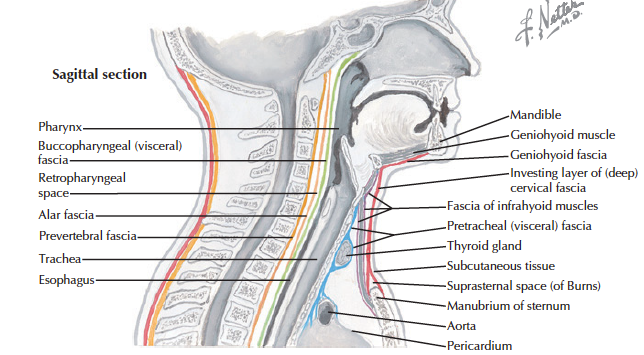 F. Netter
M.D.
Sagittal section
Pharynx
Buccopharyngeal (visceral)
fascia
Retropharyngeal
space
Alar fascia
Prevertebral fascia
Trachea
Esophagus
Mandible
Geniohyoid muscle
Geniohyoid fascia
Investing layer of (deep)
cervical fascia
Fascia of infrahyoid muscles
Pretracheal (visceral) fascia
Thyroid gland
Subcutaneous tissue
Suprasternal space (of Burns)
Manubrium of sternum
Aorta
Pericardium